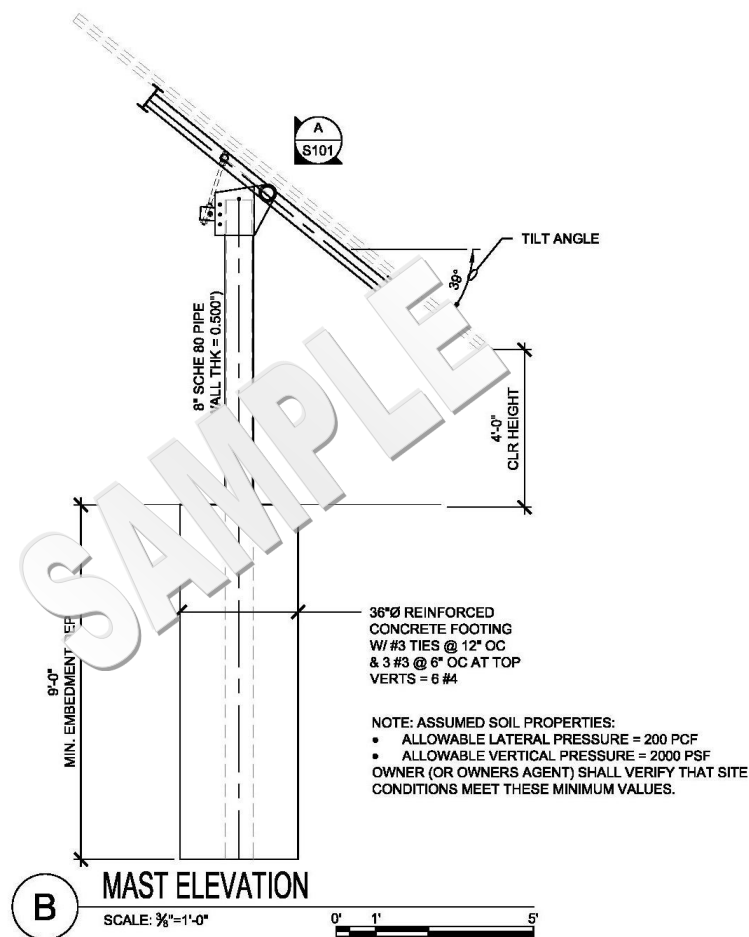 A
S101
TILT ANGLE
39°
8" SCHE 80 PIPE
ALL THK = 0.500")
4'-0"
CLR HEIGHT
SAMPLE
9'-0"
MIN. EMBEDMENT
36"Ø REINFORCED
CONCRETE FOOTING
W/ #3 TIES @ 12" OC
& 3 #3 @ 6" OC AT TOP
VERTS = 6 #4
NOTE: ASSUMED SOIL PROPERTIES:
• ALLOWABLE LATERAL PRESSURE = 200 PCF
• ALLOWABLE VERTICAL PRESSURE = 2000 PSF
OWNER (OR OWNERS AGENT) SHALL VERIFY THAT SITE
CONDITIONS MEET THESE MINIMUM VALUES.
B
MAST ELEVATION
SCALE: ⅜"=1'-0"
0' 1' 5'